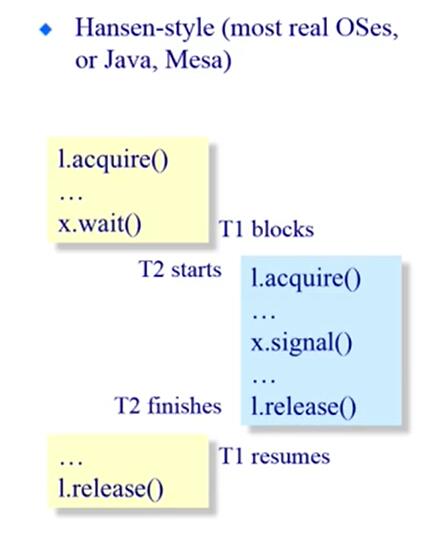 Hansen-style (most real OSes,
or Java, Mesa)
l.acquire()
…
x.wait()
T1 blocks
T2 starts
l.acquire()
…
x.signal()
…
T2 finishes
l.release()
…
T1 resumes
l.release()